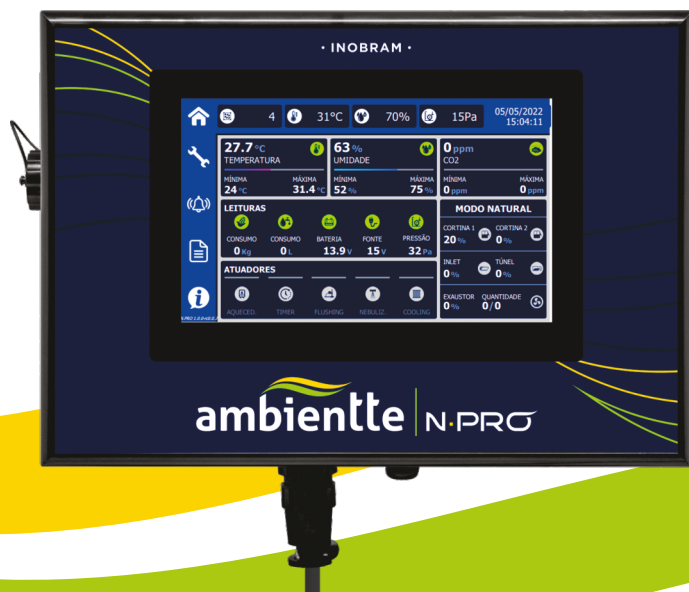 · INOBRAM ·
4 31°C 70% 15Pa 05/05/2022
15:04:11
27.7 °C 63 % 0 ppm
TEMPERATURA UMIDADE CO2
MÍNIMA MÁXIMA MÍNIMA MÁXIMA MÍNIMA MÁXIMA
24 °C 31.4 °C 52 % 75 % 0 ppm 0 ppm
LEITURAS
CONSUMO CONSUMO BATERIA FONTE PRESSÃO
0 Kg 0 L 13.9 V 15 V 32 Pa
MODO NATURAL
CORTINA 1 CORTINA 2
20 % 0 %
INLET TÚNEL
0 % 0 %
EXAUSTOR QUANTIDADE
0 % 0/0
ATUADORES
AQUECED. TIMER FLUSHING NEBULIZ. COOLING
ambientte N·PRO